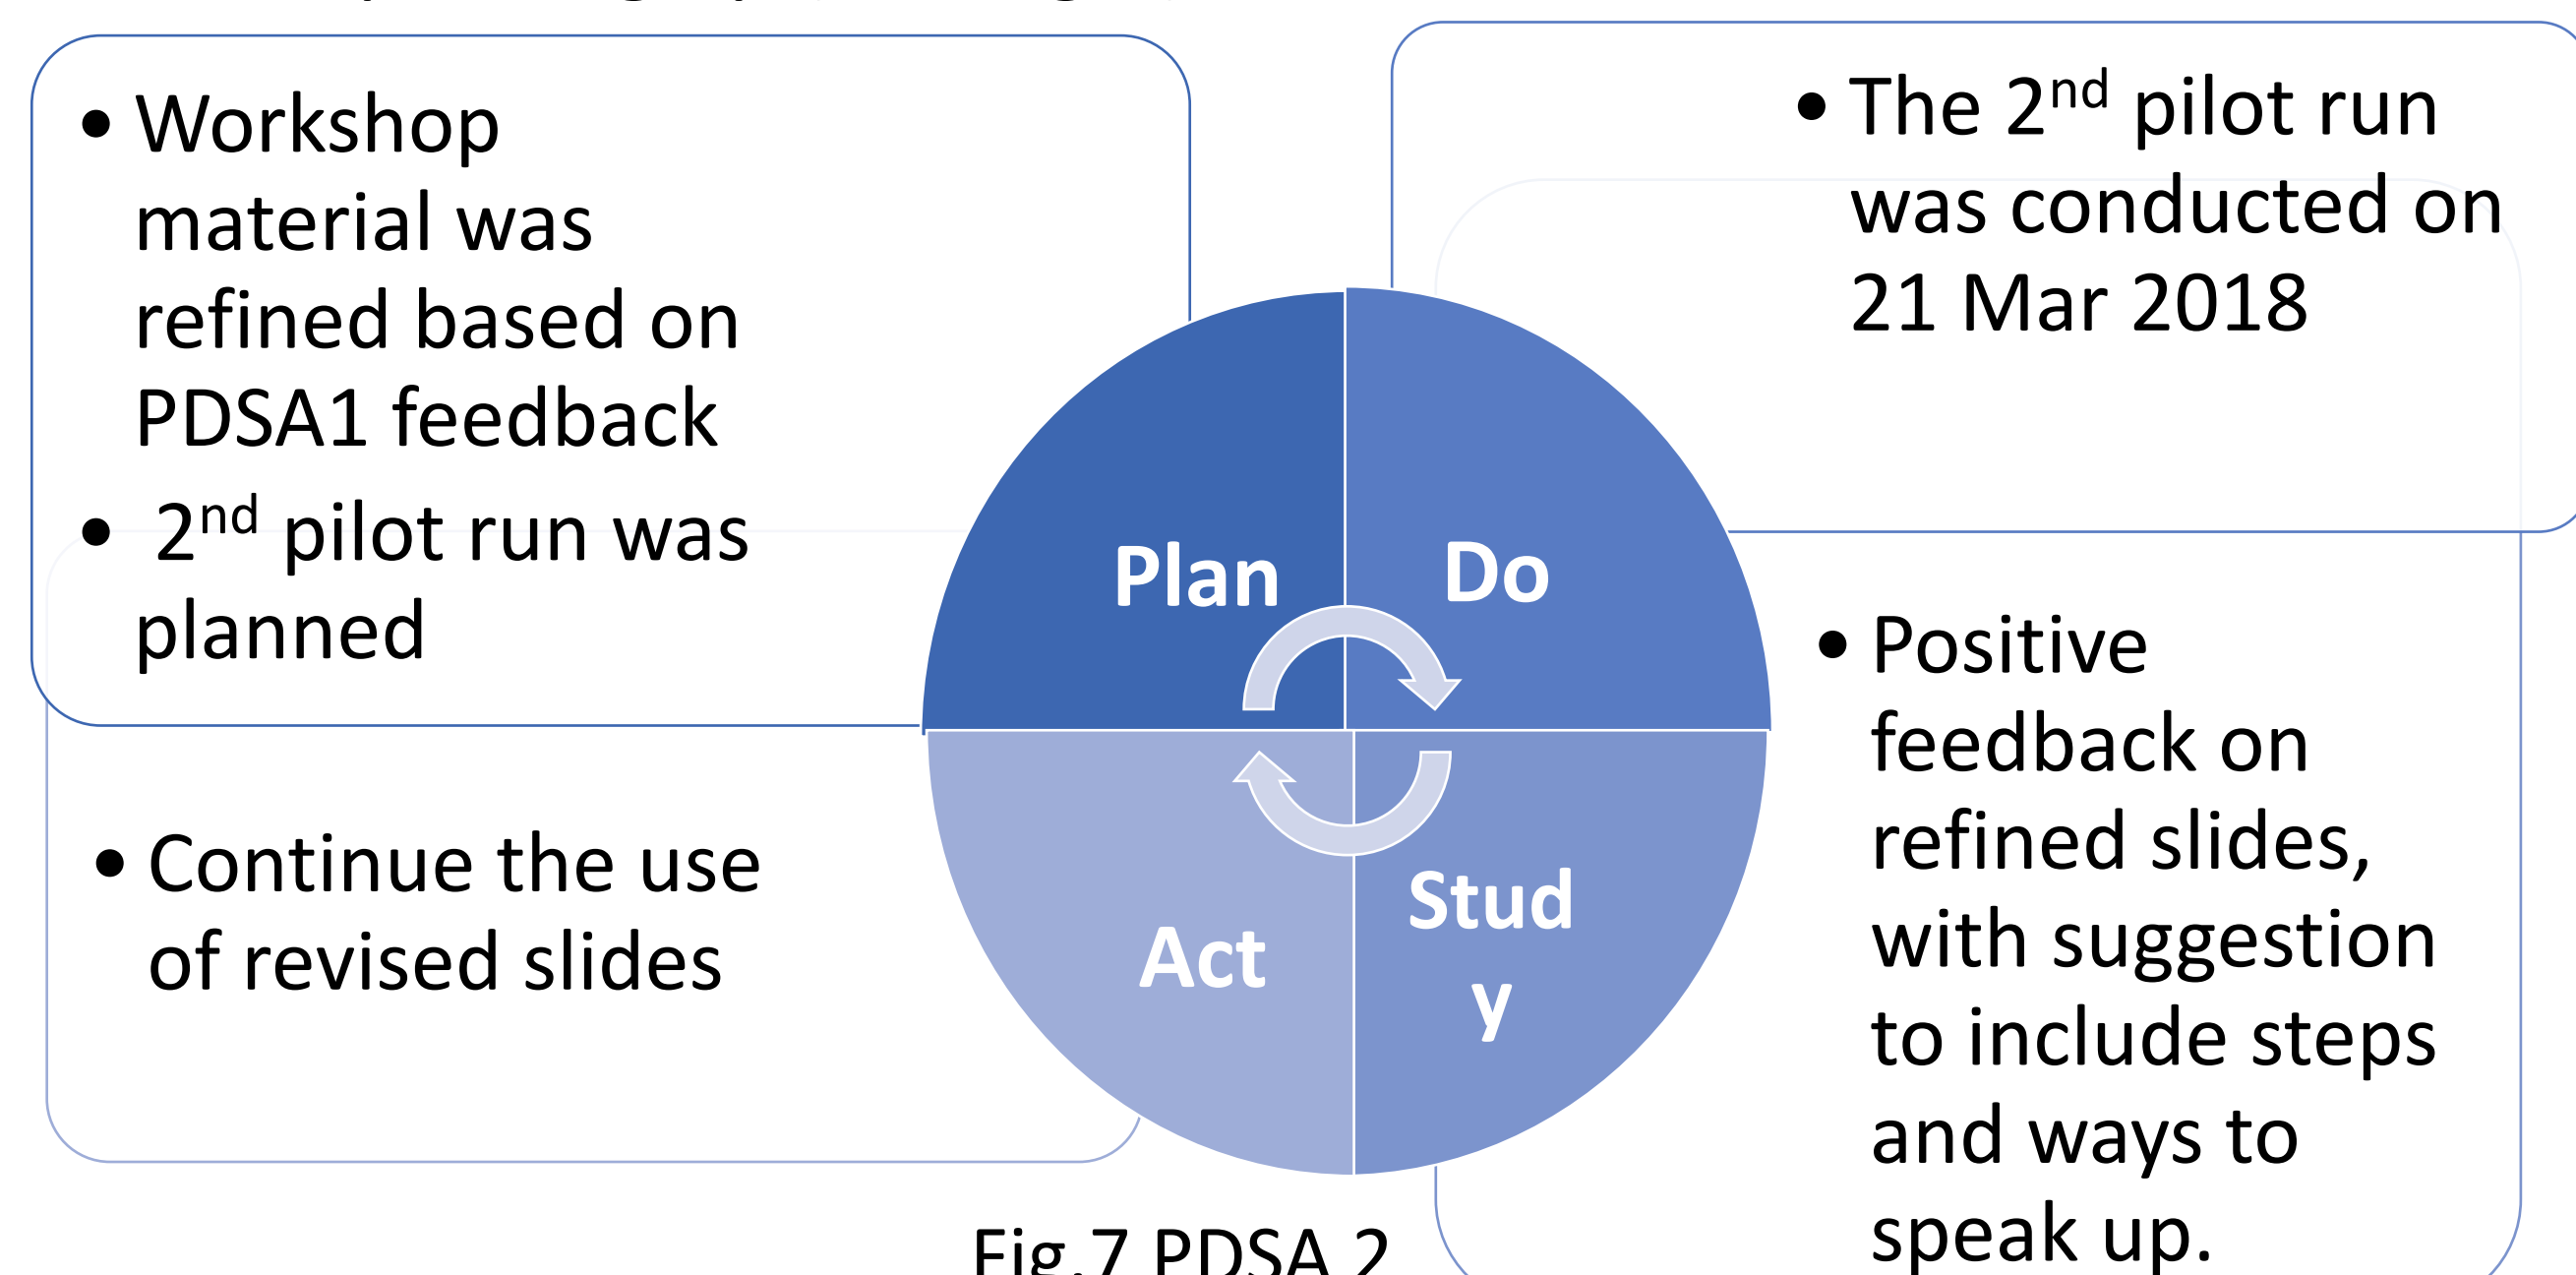 • Workshop
material was
refined based on
PDSA1 feedback
• 2nd pilot run was
planned
• The 2nd pilot run
was conducted on
21 Mar 2018
Plan
Do
Stud
y
Act
• Continue the use
of revised slides
• Positive
feedback on
refined slides,
with suggestion
to include steps
and ways to
speak up.
Fig.7 PDSA 2